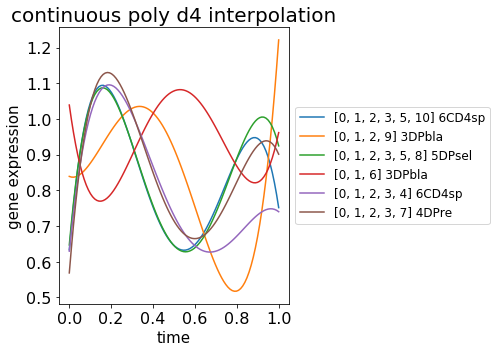 continuous poly d4 interpolation
gene expression
1.2
1.1
1.0
0.9
0.8
0.7
0.6
0.5
0.0 0.2 0.4 0.6 0.8 1.0
time
[0, 1, 2, 3, 5, 10] 6CD4sp
[0, 1, 2, 9] 3DPbla
[0, 1, 2, 3, 5, 8] 5DPsel
[0, 1, 6] 3DPbla
[0, 1, 2, 3, 4] 6CD4sp
[0, 1, 2, 3, 7] 4DPre